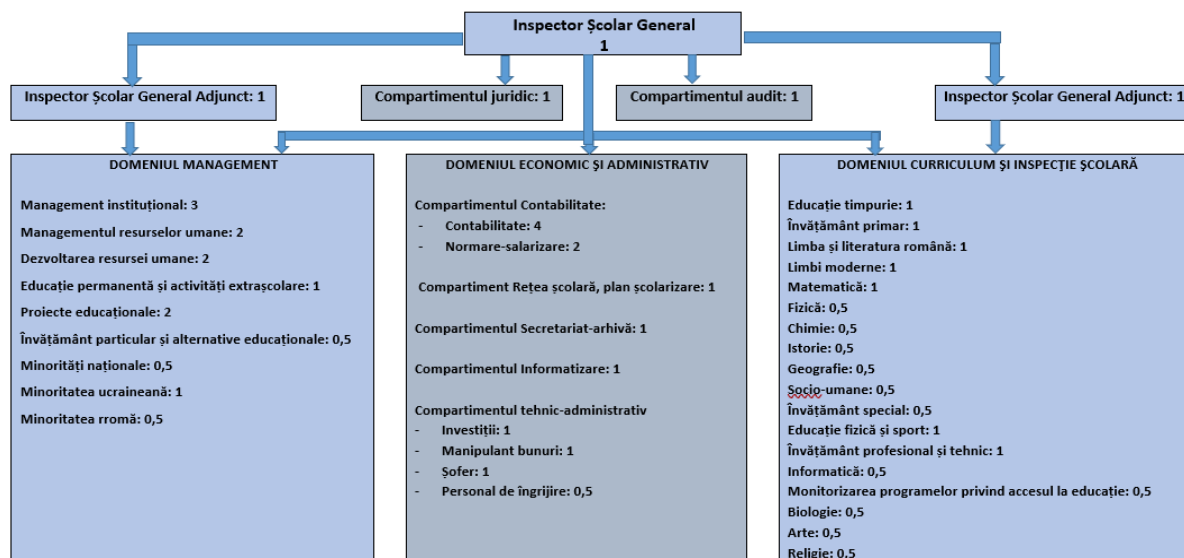 Inspector Școlar General
1
Inspector Școlar General Adjunct: 1
Compartimentul juridic: 1
Compartimentul audit: 1
Inspector Școlar General Adjunct: 1
DOMENIUL MANAGEMENT
Management instituțional: 3
Managementul resurselor umane: 2
Dezvoltarea resursei umane: 2
Educație permanentă și activități extrașcolare: 1
Proiecte educaționale: 2
Învățământ particular și alternative educaționale: 0,5
Minorități naționale: 0,5
Minoritatea ucraineană: 1
Minoritatea rromă: 0,5
DOMENIUL ECONOMIC ŞI ADMINISTRATIV
Compartimentul Contabilitate:
- Contabilitate: 4
- Normare-salarizare: 2
Compartiment Rețea școlară, plan școlarizare: 1
Compartimentul Secretariat-arhivă: 1
Compartimentul Informatizare: 1
Compartimentul tehnic-administrativ
- Investiții: 1
- Manipulant bunuri: 1
- Șofer: 1
- Personal de îngrijire: 0,5
DOMENIUL CURRICULUM ŞI INSPECŢIE ŞCOLARĂ
Educație timpurie: 1
Învățământ primar: 1
Limba și literatura română: 1
Limbi moderne: 1
Matematică: 1
Fizică: 0,5
Chimie: 0,5
Istorie: 0,5
Geografie: 0,5
Socio-umane: 0,5
Învățământ special: 0,5
Educație fizică și sport: 1
Învățământ profesional și tehnic: 1
Informatică: 0,5
Monitorizarea programelor privind accesul la educație: 0,5
Biologie: 0,5
Arte: 0,5
Religie: 0,5